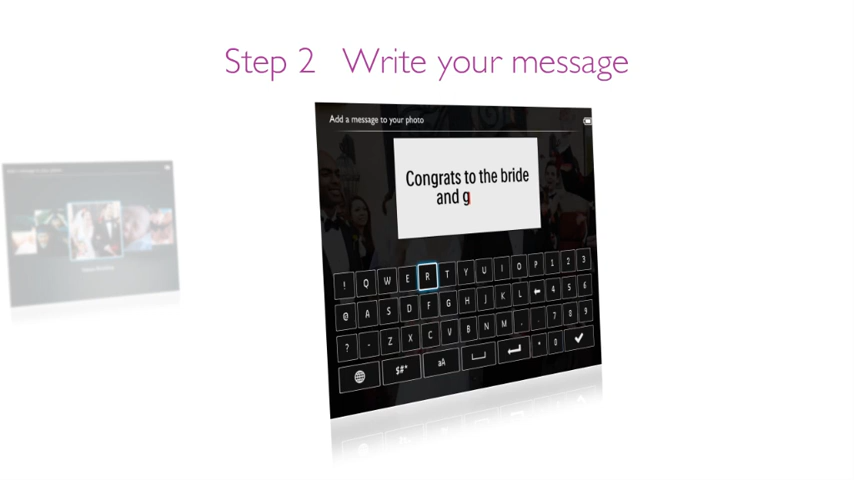 Step 2 Write your message
Add a message to your photo
Congrats to the bride
and g
! Q W E R T Y U I O P 1 2 3
@ A S D F G H J K L 4 5 6
? - Z X C V B N M , . 7 8 9
$#* aA * 0